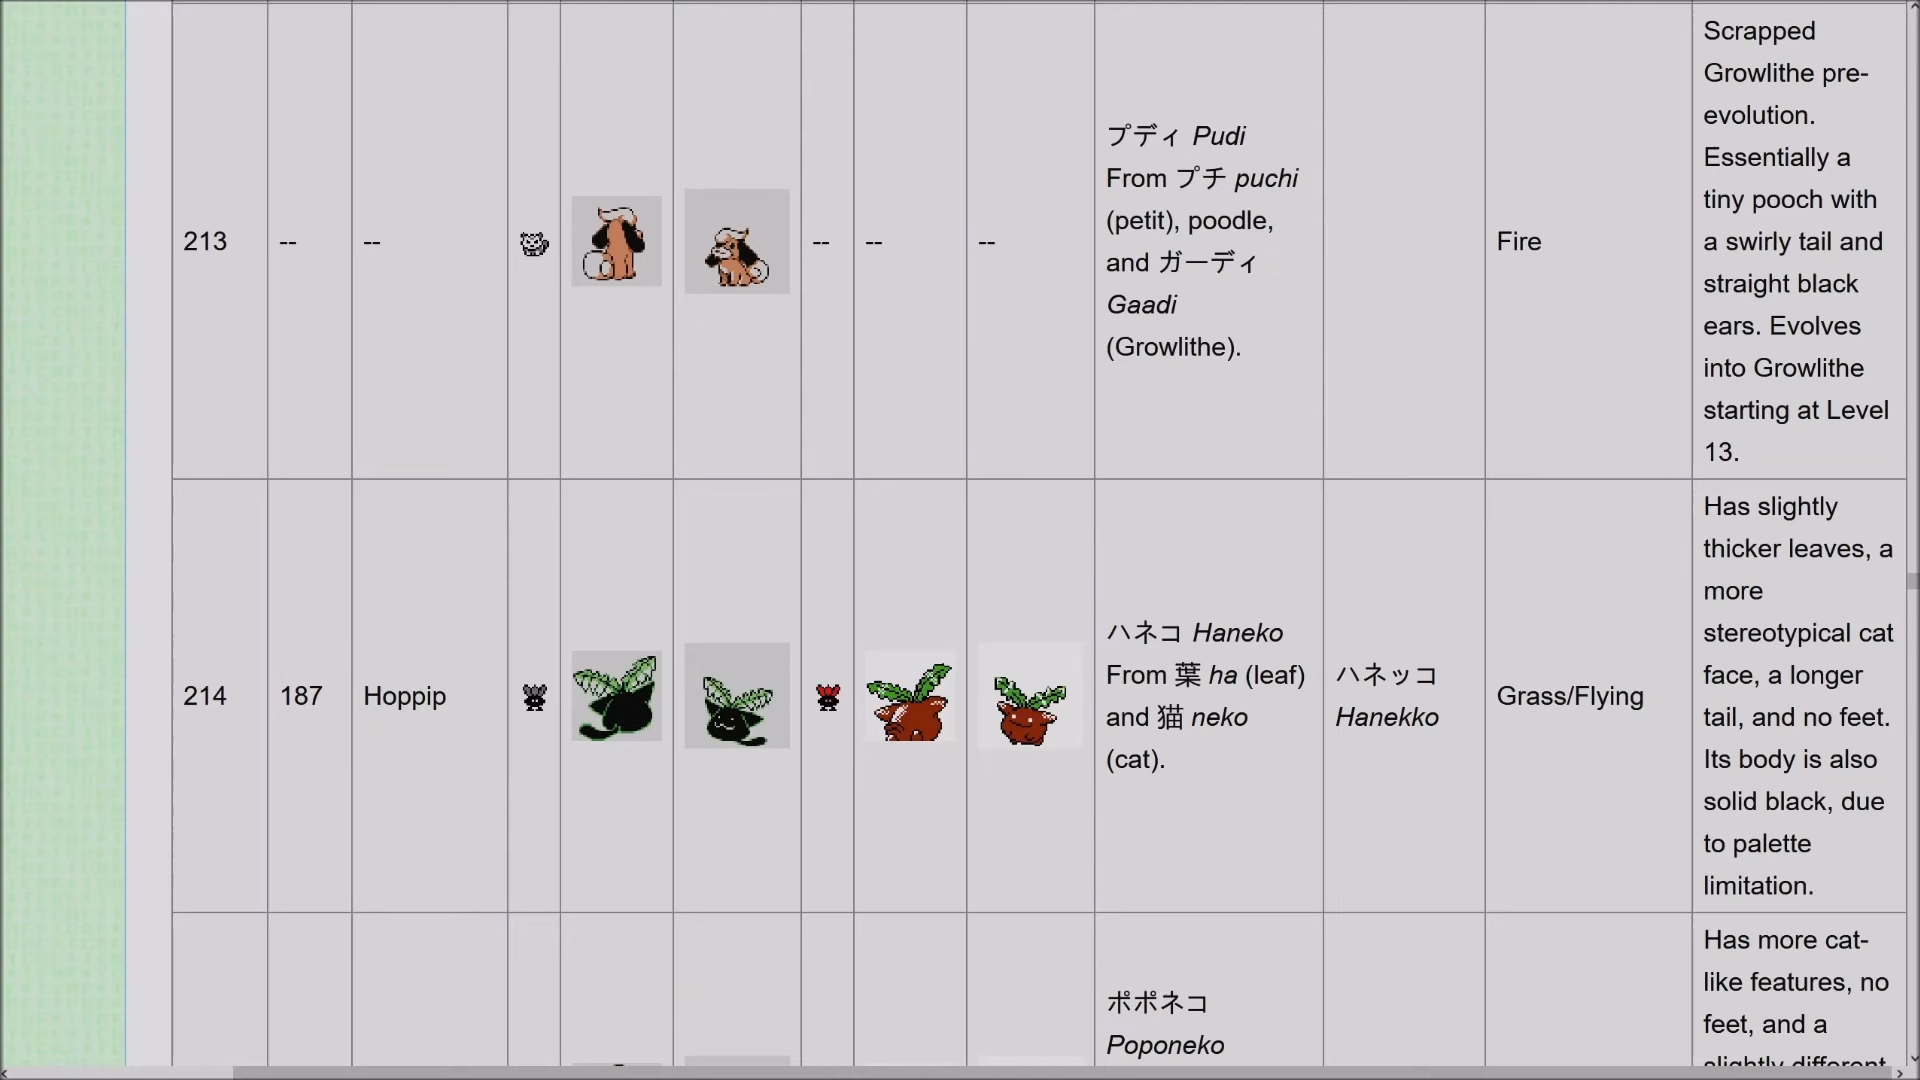 213
--
--
--
--
--
プディ Pudi
From プチ puchi
(petit), poodle,
and ガーディ
Gaadi
(Growlithe).
Fire
Scrapped
Growlithe pre-
evolution.
Essentially a
tiny pooch with
a swirly tail and
straight black
ears. Evolves
into Growlithe
starting at Level
13.
214
187
Hoppip
ハネコ Haneko
From 葉 ha (leaf)
and 猫 neko
(cat).
ハネッコ
Hanekko
Grass/Flying
Has slightly
thicker leaves, a
more
stereotypical cat
face, a longer
tail, and no feet.
Its body is also
solid black, due
to palette
limitation.
ポポネコ
Poponeko
Has more cat-
like features, no
feet, and a
slightly different